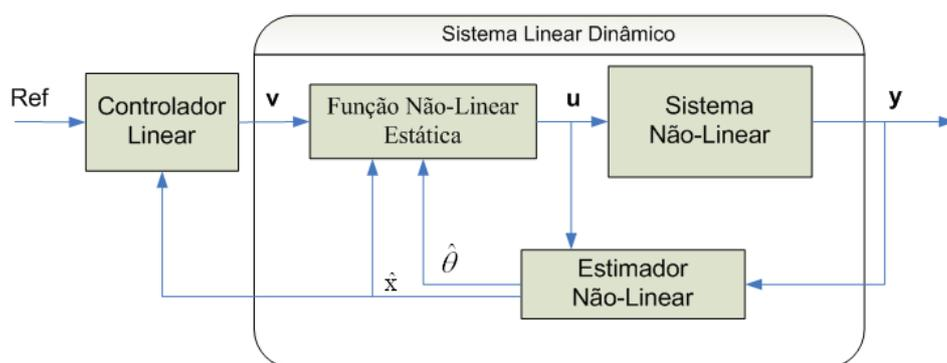 Sistema Linear Dinâmico
Ref
Controlador
Linear
v
Função Não-Linear
Estática
u
Sistema
Não-Linear
y
θ̂
x̂
Estimador
Não-Linear